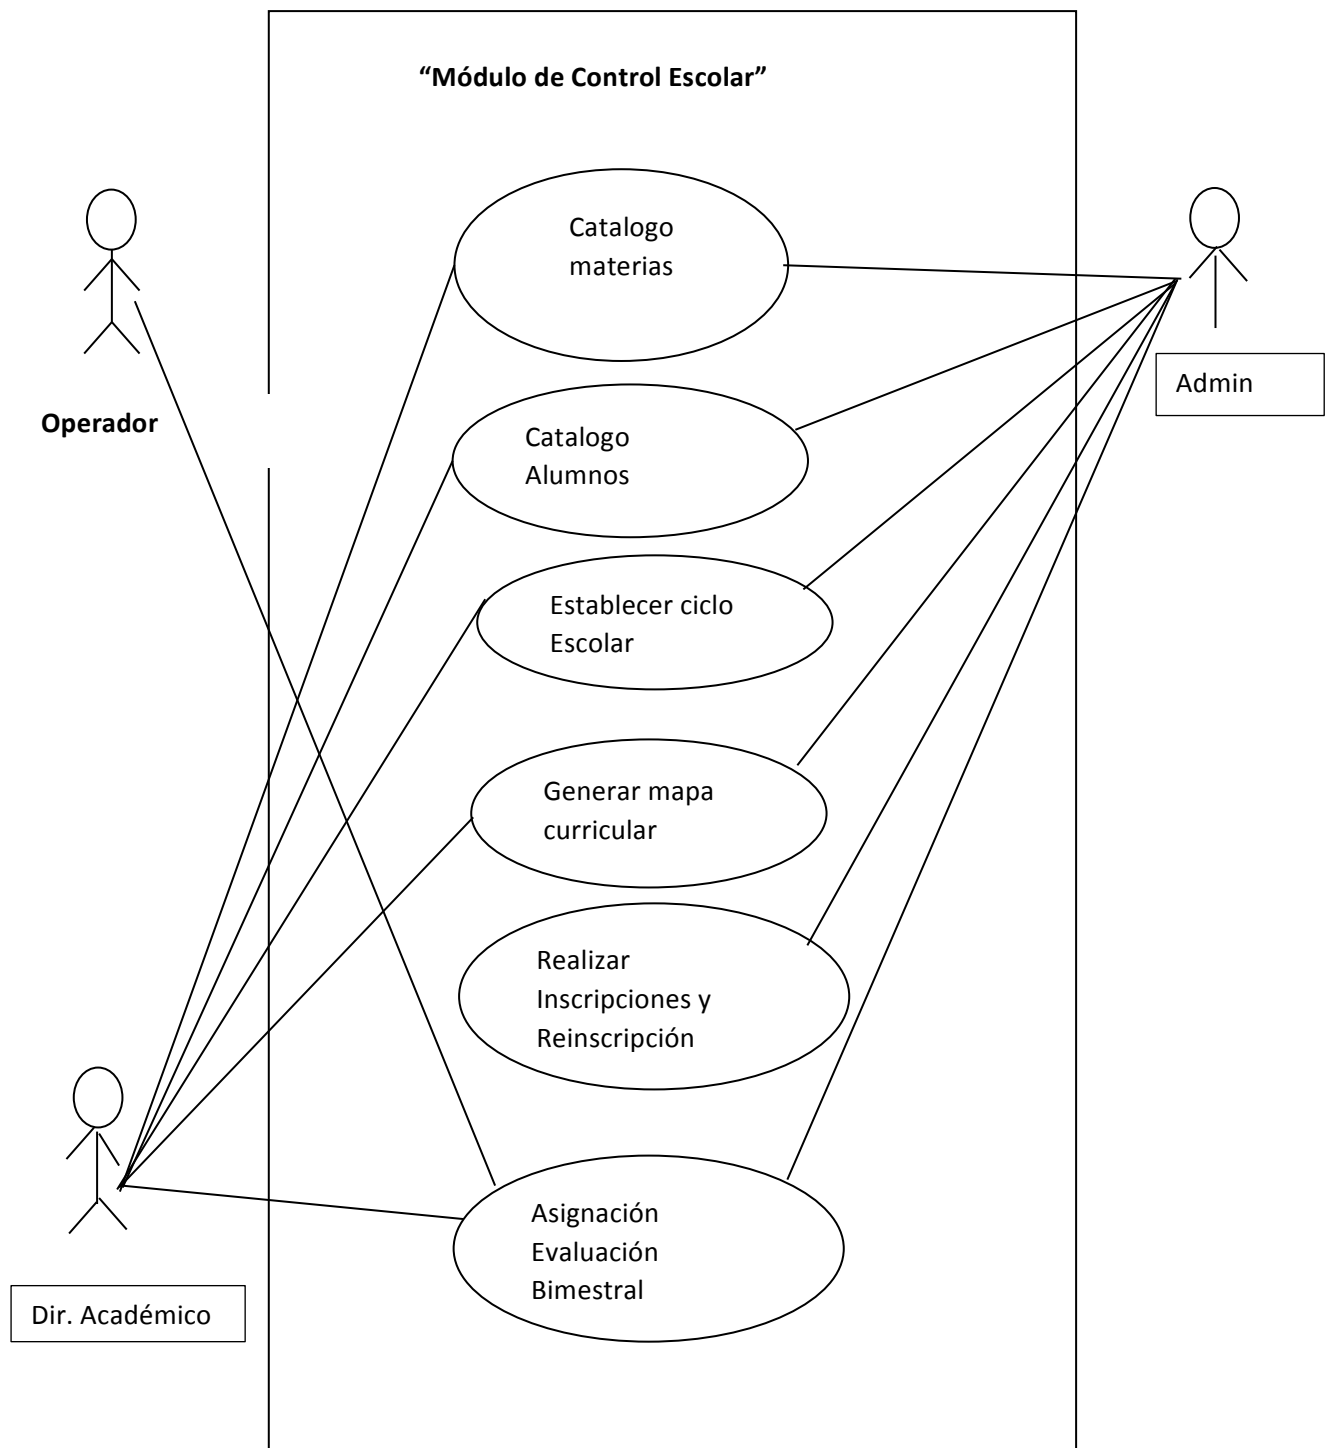 “Módulo de Control Escolar”
Catalogo
materias
Admin
Operador
Catalogo
Alumnos
Establecer ciclo
Escolar
Generar mapa
curricular
Realizar
Inscripciones y
Reinscripción
Asignación
Evaluación
Bimestral
Dir. Académico